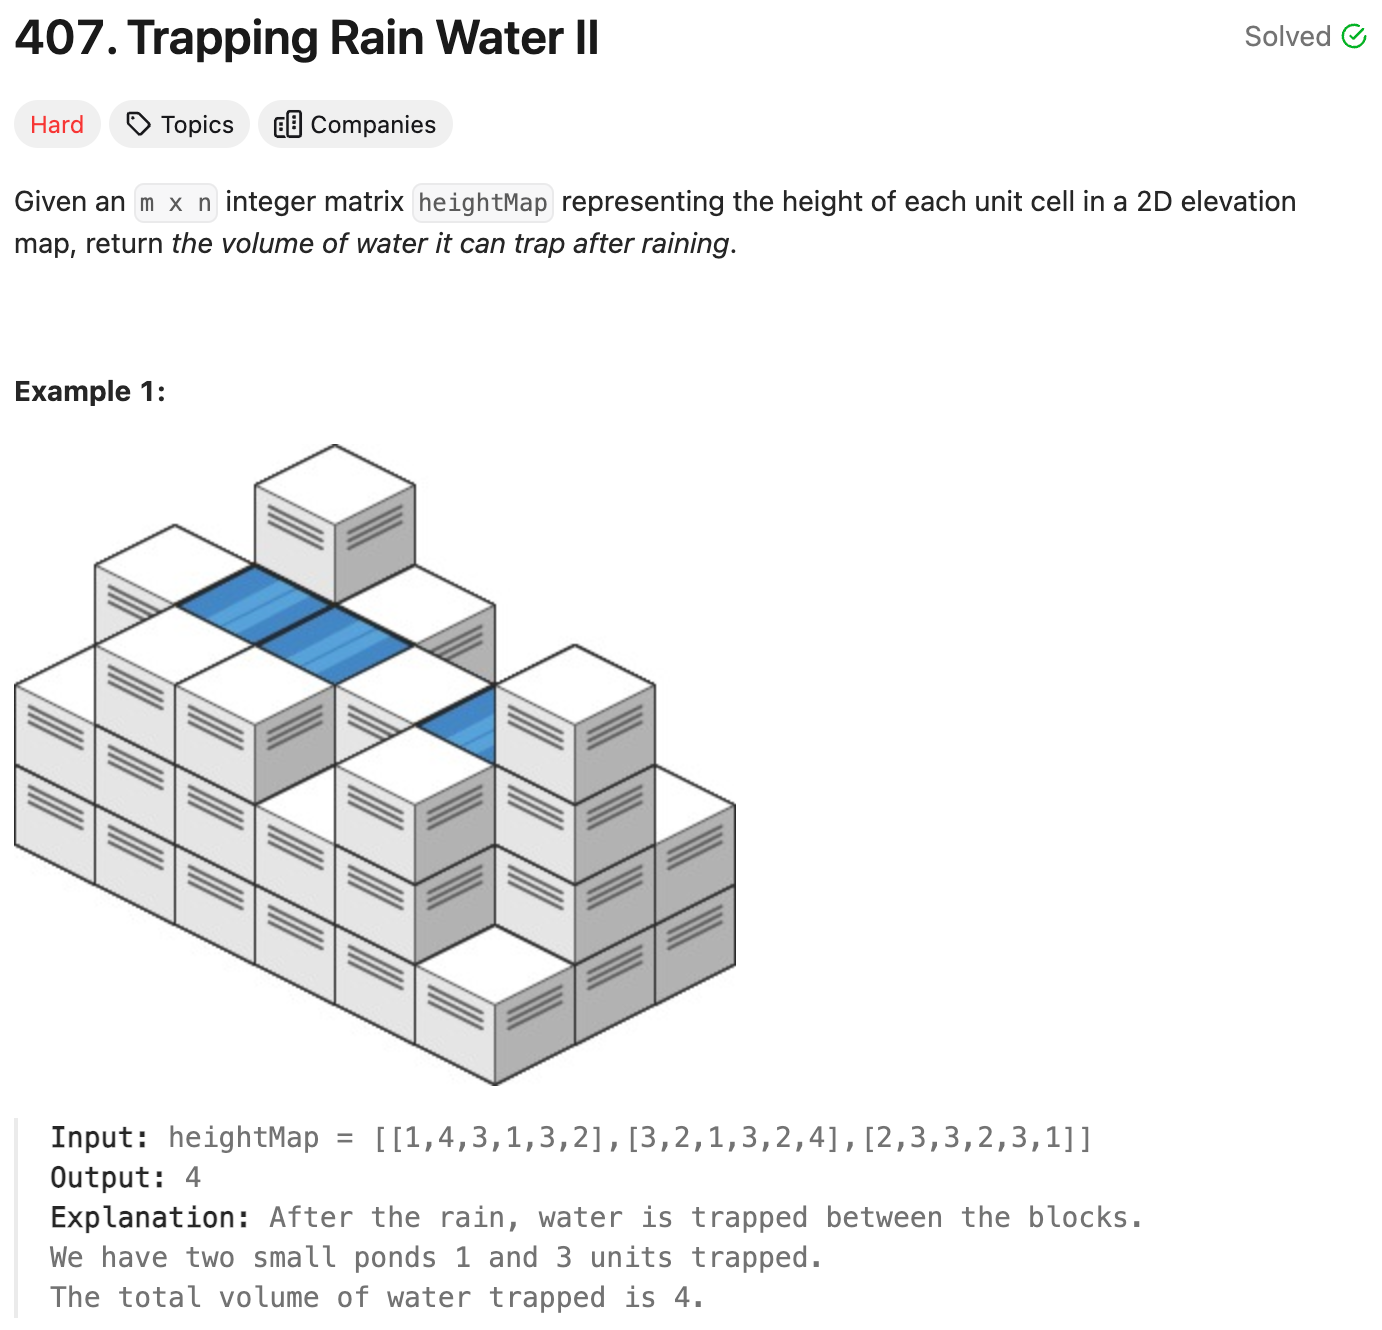 407. Trapping Rain Water II
Solved
Hard Topics Companies
Given an m x n integer matrix heightMap representing the height of each unit cell in a 2D elevation
map, return the volume of water it can trap after raining.
Example 1:
Input: heightMap = [[1,4,3,1,3,2],[3,2,1,3,2,4],[2,3,3,2,3,1]]
Output: 4
Explanation: After the rain, water is trapped between the blocks.
We have two small ponds 1 and 3 units trapped.
The total volume of water trapped is 4.